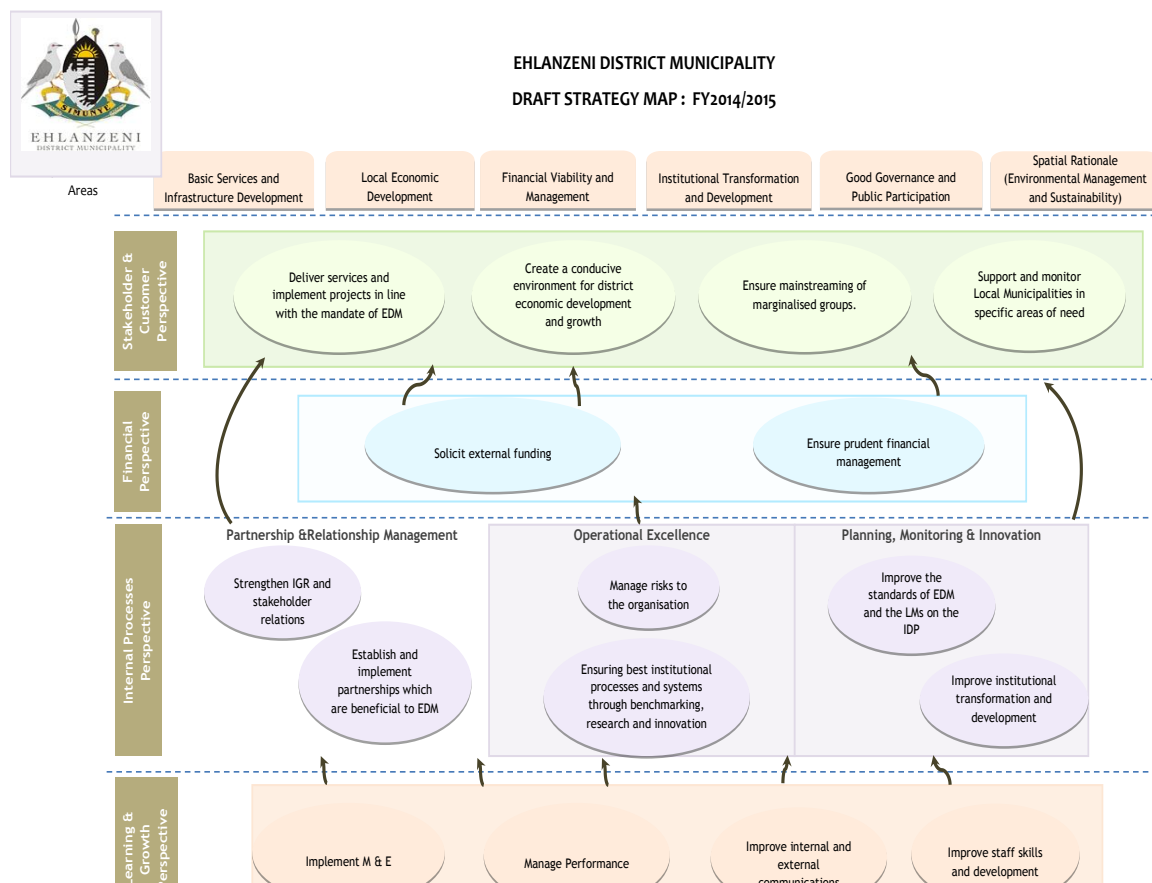 SIMUNYE
EHLANZENI
DISTRICT MUNICIPALITY
EHLANZENI DISTRICT MUNICIPALITY
DRAFT STRATEGY MAP : FY2014/2015
Areas
Basic Services and
Infrastructure Development
Local Economic
Development
Financial Viability and
Management
Institutional Transformation
and Development
Good Governance and
Public Participation
Spatial Rationale
(Environmental Management
and Sustainability)
Stakeholder &
Customer
Perspective
Deliver services and
implement projects in line
with the mandate of EDM
Create a conducive
environment for district
economic development
and growth
Ensure mainstreaming of
marginalised groups.
Support and monitor
Local Municipalities in
specific areas of need
Financial
Perspective
Solicit external funding
Ensure prudent financial
management
Internal Processes
Perspective
Partnership &Relationship Management
Strengthen IGR and
stakeholder
relations
Establish and
implement
partnerships which
are beneficial to EDM
Operational Excellence
Manage risks to
the organisation
Ensuring best institutional
processes and systems
through benchmarking,
research and innovation
Planning, Monitoring & Innovation
Improve the
standards of EDM
and the LMs on the
IDP
Improve institutional
transformation and
development
Learning &
Growth
Perspective
Implement M & E
Manage Performance
Improve internal and
external
communications
Improve staff skills
and development